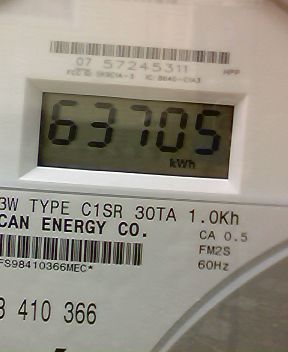 07 57245311
HPP
63705
kWh
3W TYPE C1SR 30TA 1.0Kh
CAN ENERGY CO.
CA 0.5
FM2S
60Hz
FS98410366MEC*
410 366